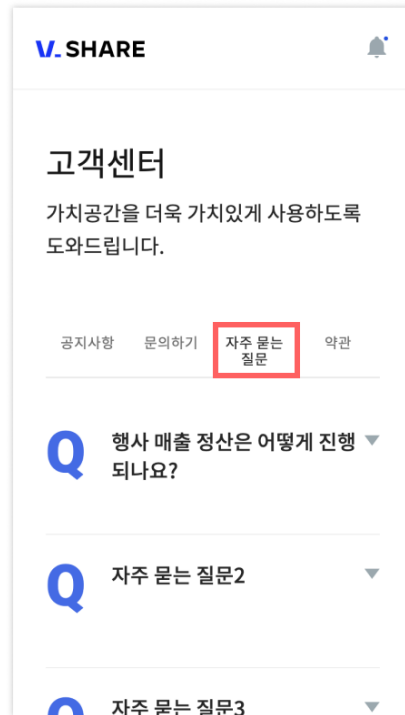 V_ SHARE
고객센터
가치공간을 더욱 가치있게 사용하도록
도와드립니다.
공지사항 문의하기 자주 묻는 약관
질문
Q 행사 매출 정산은 어떻게 진행
되나요?
Q 자주 묻는 질문2
Q 자주 묻는 질문3